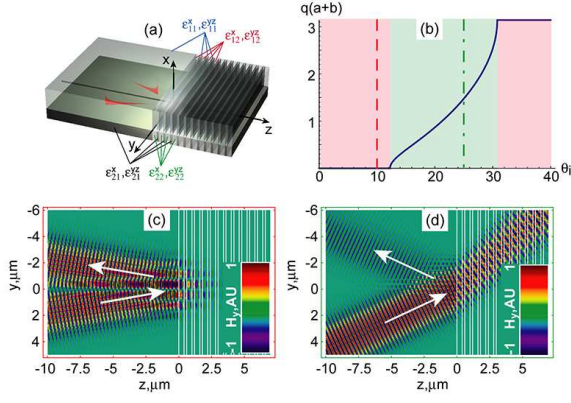 (a)
ε₁₁ˣ,ε₁₁ʸᶻ
ε₁₂ˣ,ε₁₂ʸᶻ
x
y
z
ε₂₁ˣ,ε₂₁ʸᶻ
ε₂₂ˣ,ε₂₂ʸᶻ
q(a+b)
(b)
3
2
1
0
0 10 20 30 40 θᵢ
(c)
y,μm
-6
-4
-2
0
2
4
-10 -7.5 -5 -2.5 0 2.5 5
z,μm
1
H_y,AU
-1
(d)
y,μm
-6
-4
-2
0
2
4
-10 -7.5 -5 -2.5 0 2.5 5
z,μm
1
H_y,AU
-1